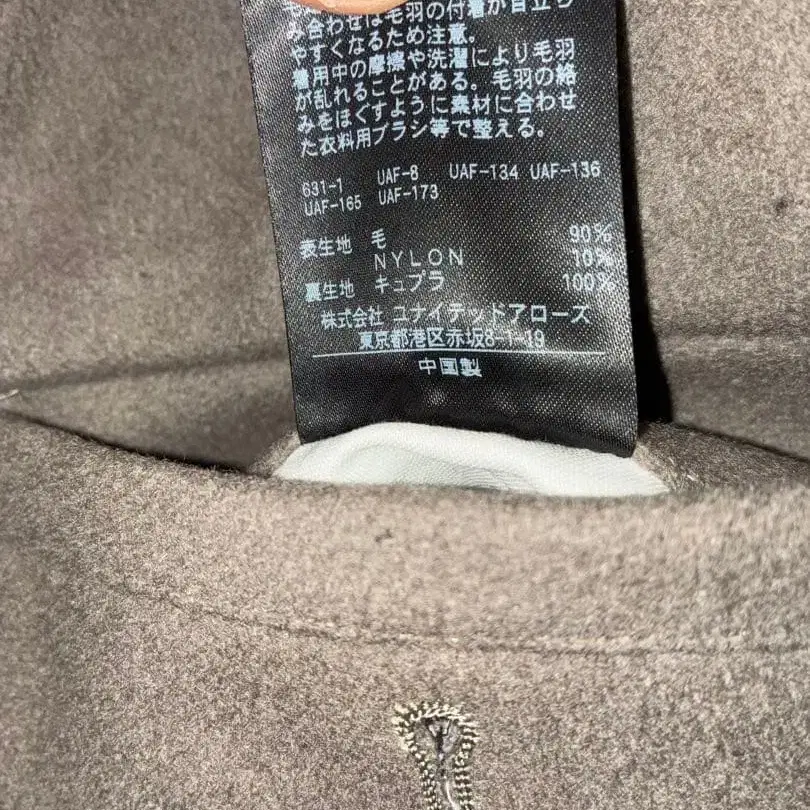 み合わせは毛羽の付着が目立ち
やすくなるため注意。
着用中の摩擦や洗濯により毛羽
が乱れることがある。毛羽の絡
みをほぐすように素材に合わせ
た衣料用ブラシ等で整える。
631-1 UAF-8 UAF-134 UAF-136
UAF-165 UAF-173
表生地 毛 90%
NYLON 10%
裏生地 キュプラ 100%
株式会社 ユナイテッドアローズ
東京都港区赤坂8-1-19
中国製